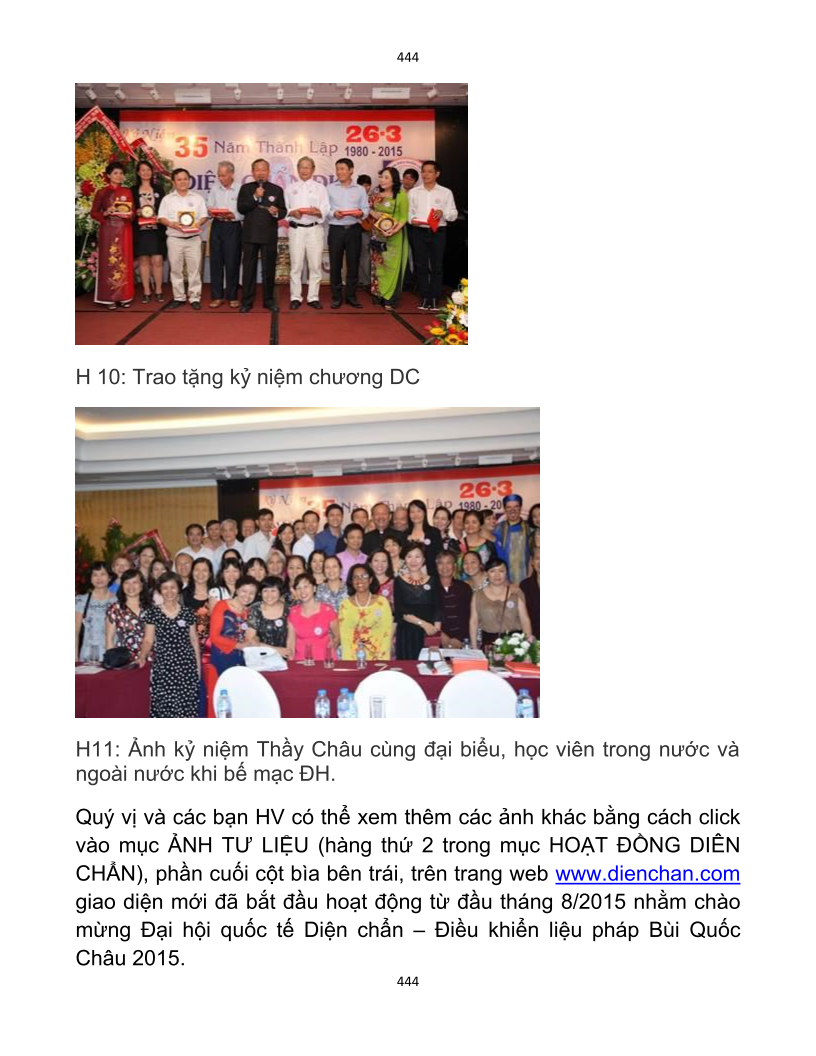 444
Kỷ Niệm
35 Năm Thành Lập 26-3
1980 - 2015
DIỆN CHẨN
H 10: Trao tặng kỷ niệm chương DC
Năm Thành Lập 26-3
1980 - 2015
H11: Ảnh kỷ niệm Thầy Châu cùng đại biểu, học viên trong nước và
ngoài nước khi bế mạc ĐH.
Quý vị và các bạn HV có thể xem thêm các ảnh khác bằng cách click
vào mục ẢNH TƯ LIỆU (hàng thứ 2 trong mục HOẠT ĐỒNG DIÊN
CHẨN), phần cuối cột bìa bên trái, trên trang web www.dienchan.com
giao diện mới đã bắt đầu hoạt động từ đầu tháng 8/2015 nhằm chào
mừng Đại hội quốc tế Diện chẩn – Điều khiển liệu pháp Bùi Quốc
Châu 2015.
444